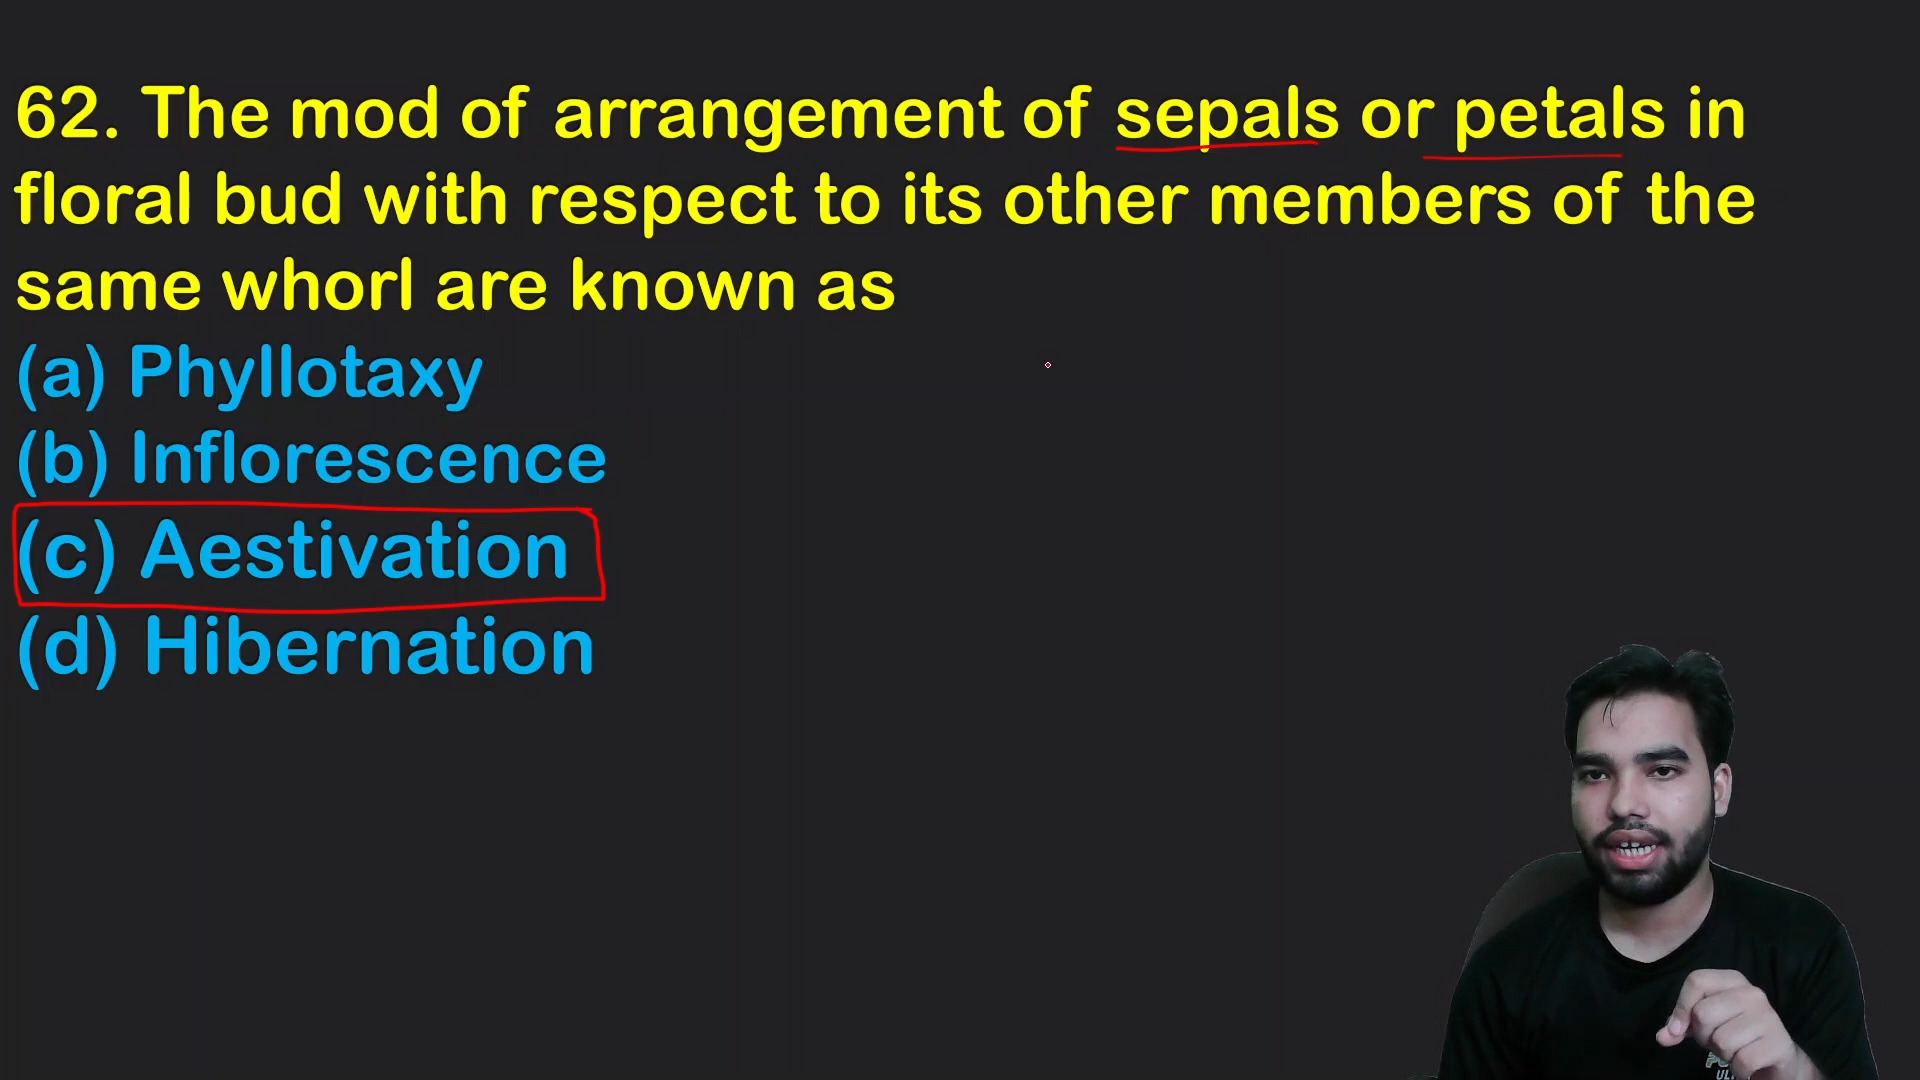 62. The mod of arrangement of sepals or petals in
floral bud with respect to its other members of the
same whorl are known as
(a) Phyllotaxy
(b) Inflorescence
(c) Aestivation
(d) Hibernation